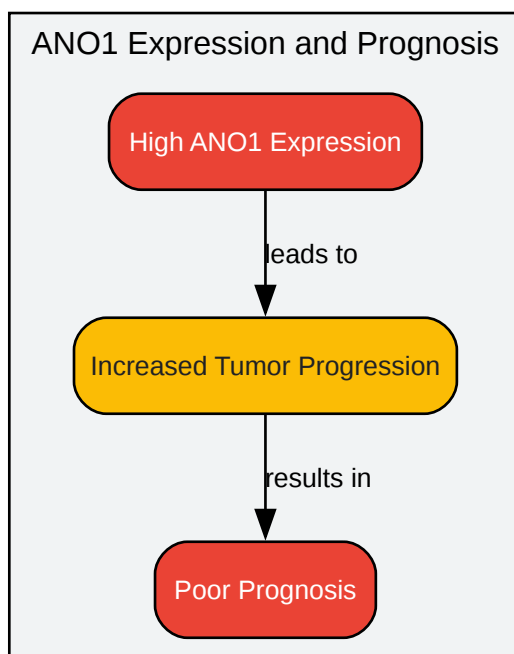 ANO1 Expression and Prognosis
High ANO1 Expression
leads to
Increased Tumor Progression
results in
Poor Prognosis